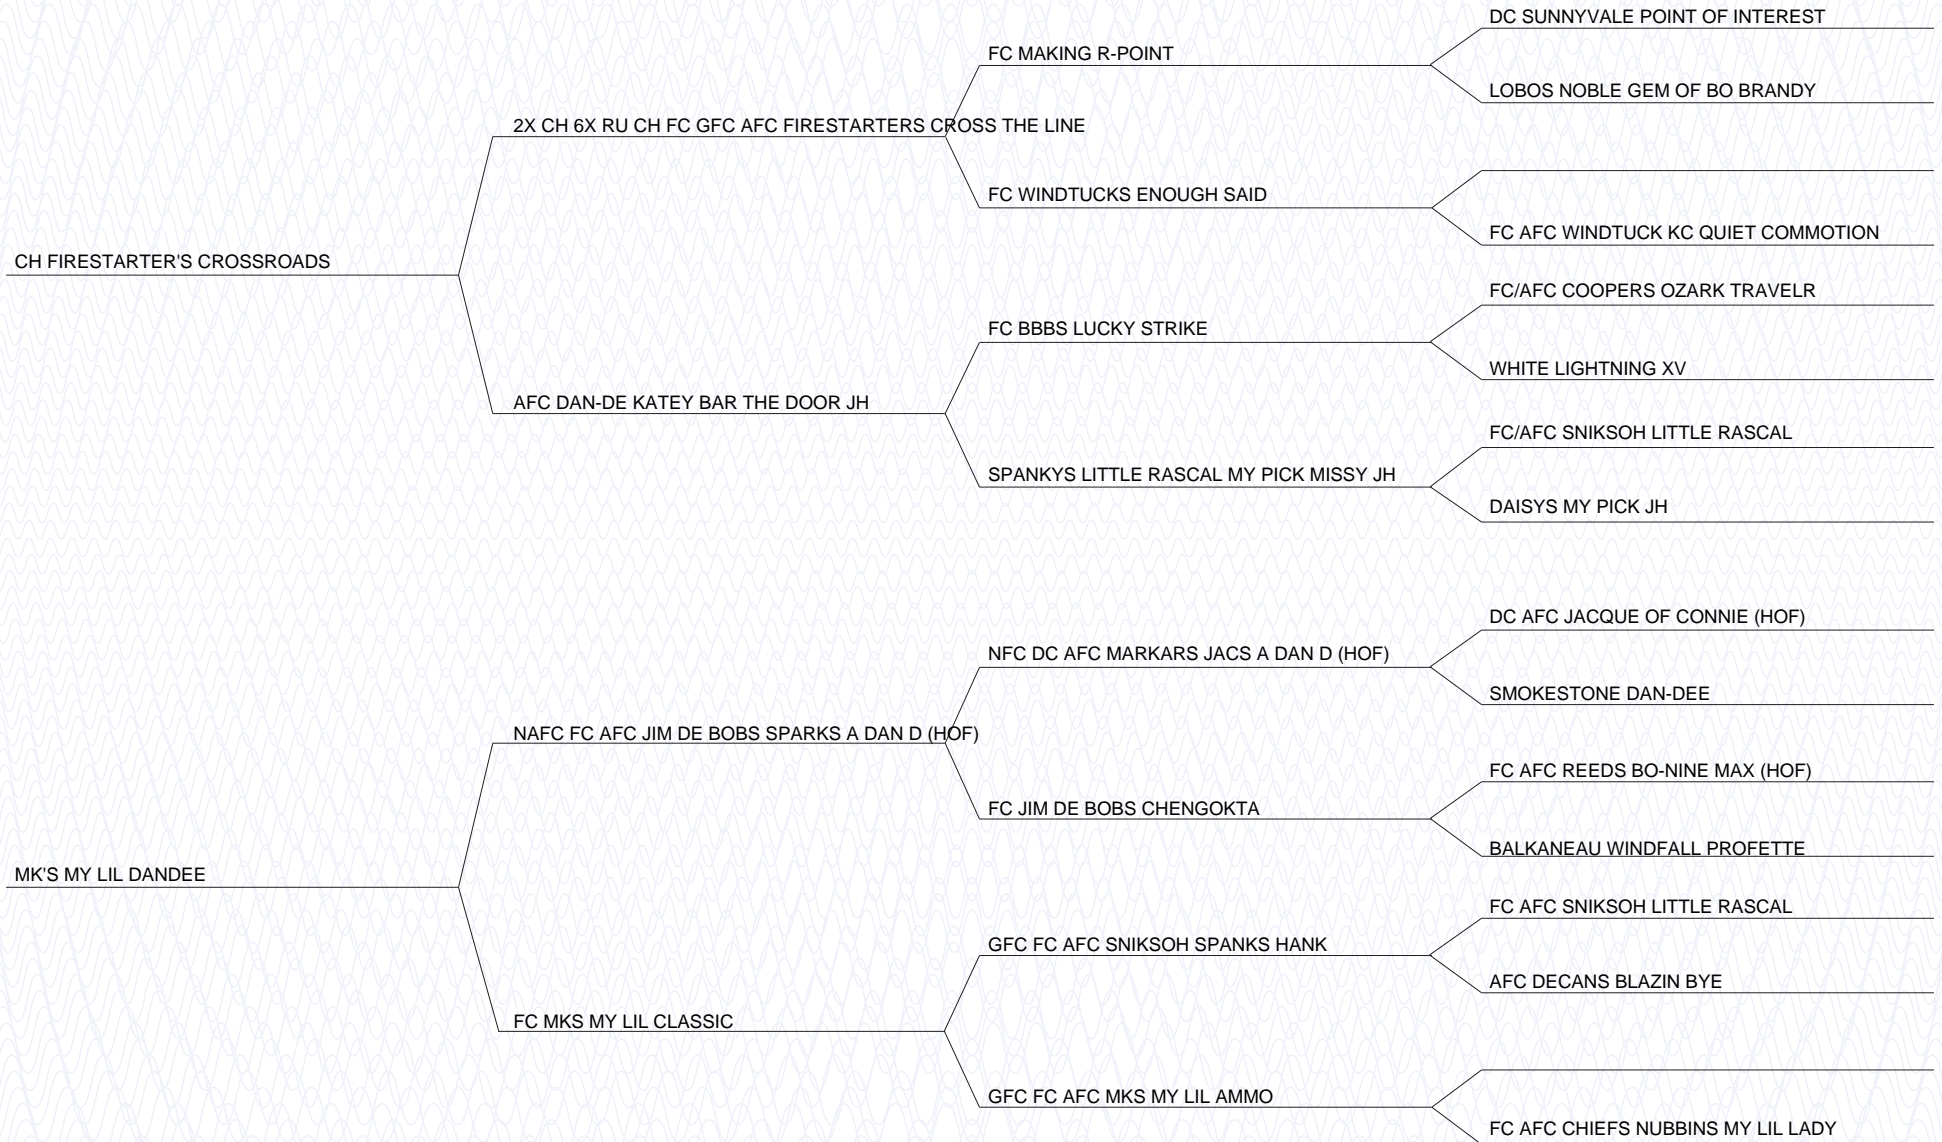 DC SUNNYVALE POINT OF INTEREST
FC MAKING R-POINT
LOBOS NOBLE GEM OF BO BRANDY
2X CH 6X RU CH FC GFC AFC FIRESTARTERS CROSS THE LINE
FC WINDTUCKS ENOUGH SAID
FC AFC WINDTUCK KC QUIET COMMOTION
CH FIRESTARTER'S CROSSROADS
FC/AFC COOPERS OZARK TRAVELR
FC BBBS LUCKY STRIKE
WHITE LIGHTNING XV
AFC DAN-DE KATEY BAR THE DOOR JH
FC/AFC SNIKSOH LITTLE RASCAL
SPANKYS LITTLE RASCAL MY PICK MISSY JH
DAISYS MY PICK JH
DC AFC JACQUE OF CONNIE (HOF)
NFC DC AFC MARKARS JACS A DAN D (HOF)
SMOKESTONE DAN-DEE
NAFC FC AFC JIM DE BOBS SPARKS A DAN D (HOF)
FC AFC REEDS BO-NINE MAX (HOF)
FC JIM DE BOBS CHENGOKTA
BALKANEAU WINDFALL PROFETTE
MK'S MY LIL DANDEE
FC AFC SNIKSOH LITTLE RASCAL
GFC FC AFC SNIKSOH SPANKS HANK
AFC DECANS BLAZIN BYE
FC MKS MY LIL CLASSIC
GFC FC AFC MKS MY LIL AMMO
FC AFC CHIEFS NUBBINS MY LIL LADY